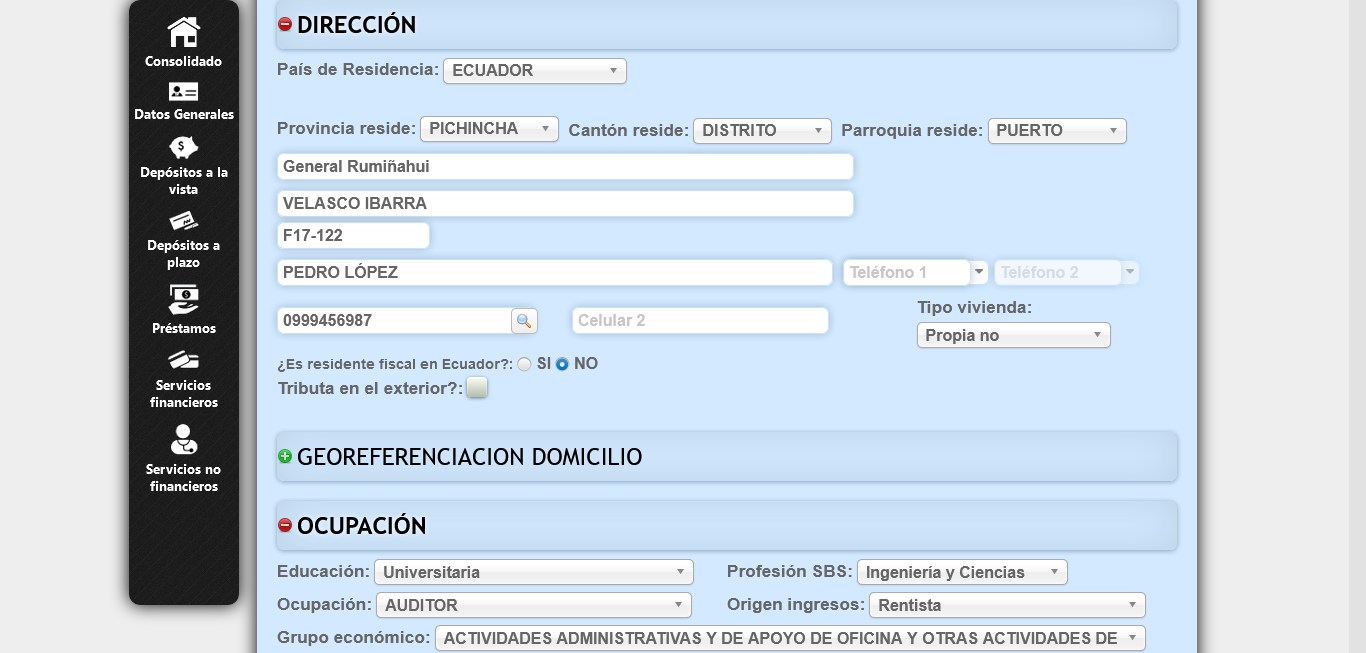 Consolidado
Datos Generales
Depósitos a la
vista
Depósitos a
plazo
Préstamos
Servicios
financieros
Servicios no
financieros
DIRECCIÓN
País de Residencia: ECUADOR
Provincia reside: PICHINCHA Cantón reside: DISTRITO Parroquia reside: PUERTO
General Rumiñahui
VELASCO IBARRA
F17-122
PEDRO LÓPEZ Teléfono 1 Teléfono 2
Tipo vivienda:
0999456987 Celular 2
Propia no
¿Es residente fiscal en Ecuador?: SI NO
Tributa en el exterior?:
GEOREFERENCIACION DOMICILIO
OCUPACIÓN
Educación: Universitaria Profesión SBS: Ingeniería y Ciencias
Ocupación: AUDITOR Origen ingresos: Rentista
Grupo económico: ACTIVIDADES ADMINISTRATIVAS Y DE APOYO DE OFICINA Y OTRAS ACTIVIDADES DE